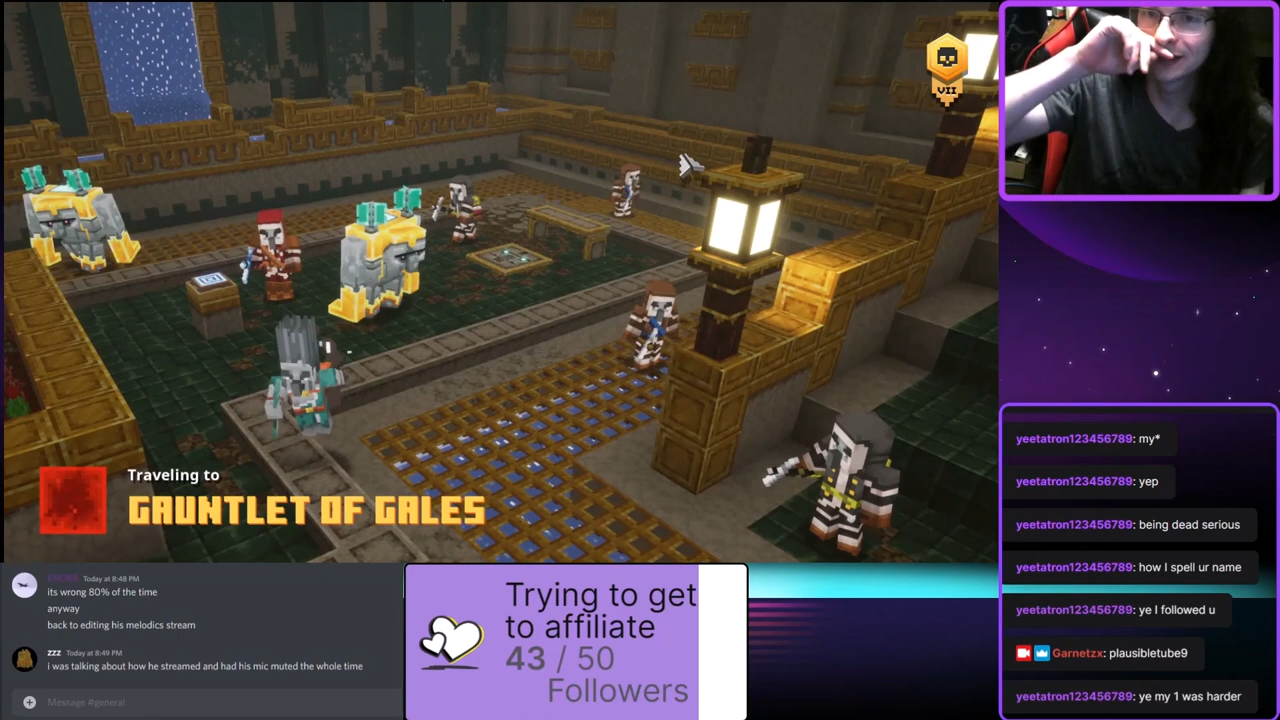 VII
Traveling to
GAUNTLET OF GALES
Today at 8:48 PM
its wrong 80% of the time
anyway
back to editing his melodics stream
zzz Today at 8:49 PM
i was talking about how he streamed and had his mic muted the whole time
Message #general
Trying to get
to affiliate
43 / 50
Followers
yeetatron123456789: my*
yeetatron123456789: yep
yeetatron123456789: being dead serious
yeetatron123456789: how I spell ur name
yeetatron123456789: ye I followed u
Garnetzx: plausibletube9
yeetatron123456789: ye my 1 was harder